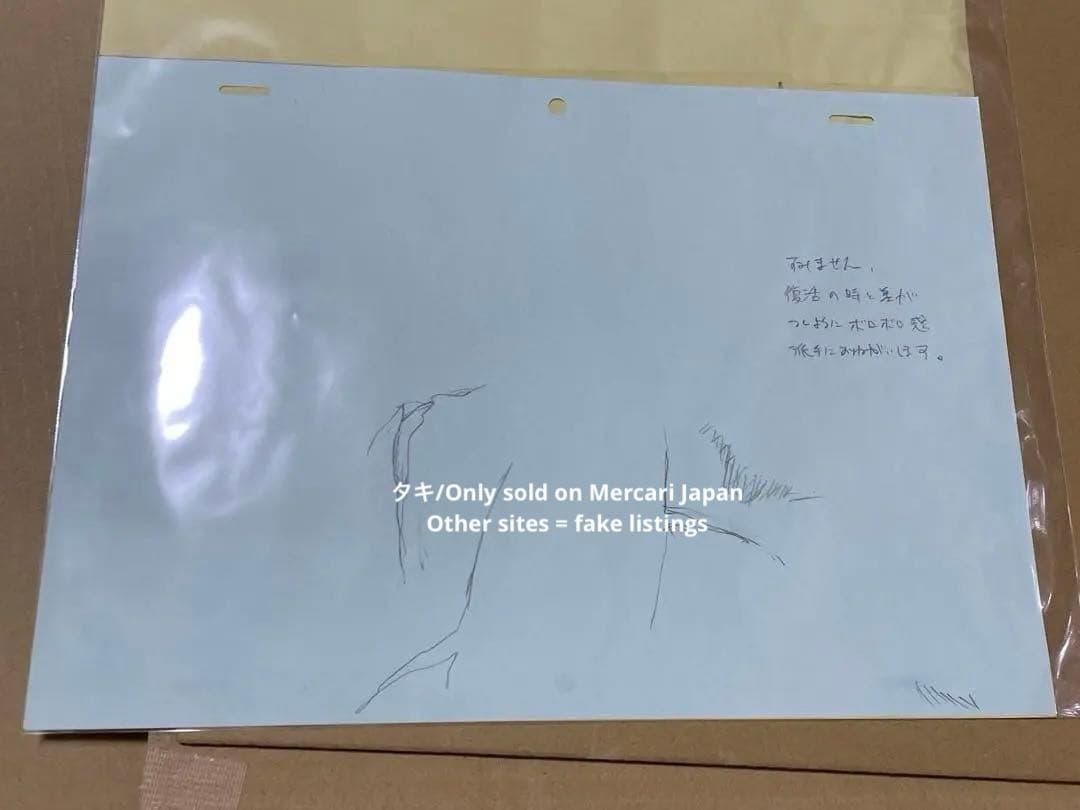 すみません、
復活の時と差が
つくようにボロボロ感
派手におねがいします。
タキ/Only sold on Mercari Japan
Other sites = fake listings